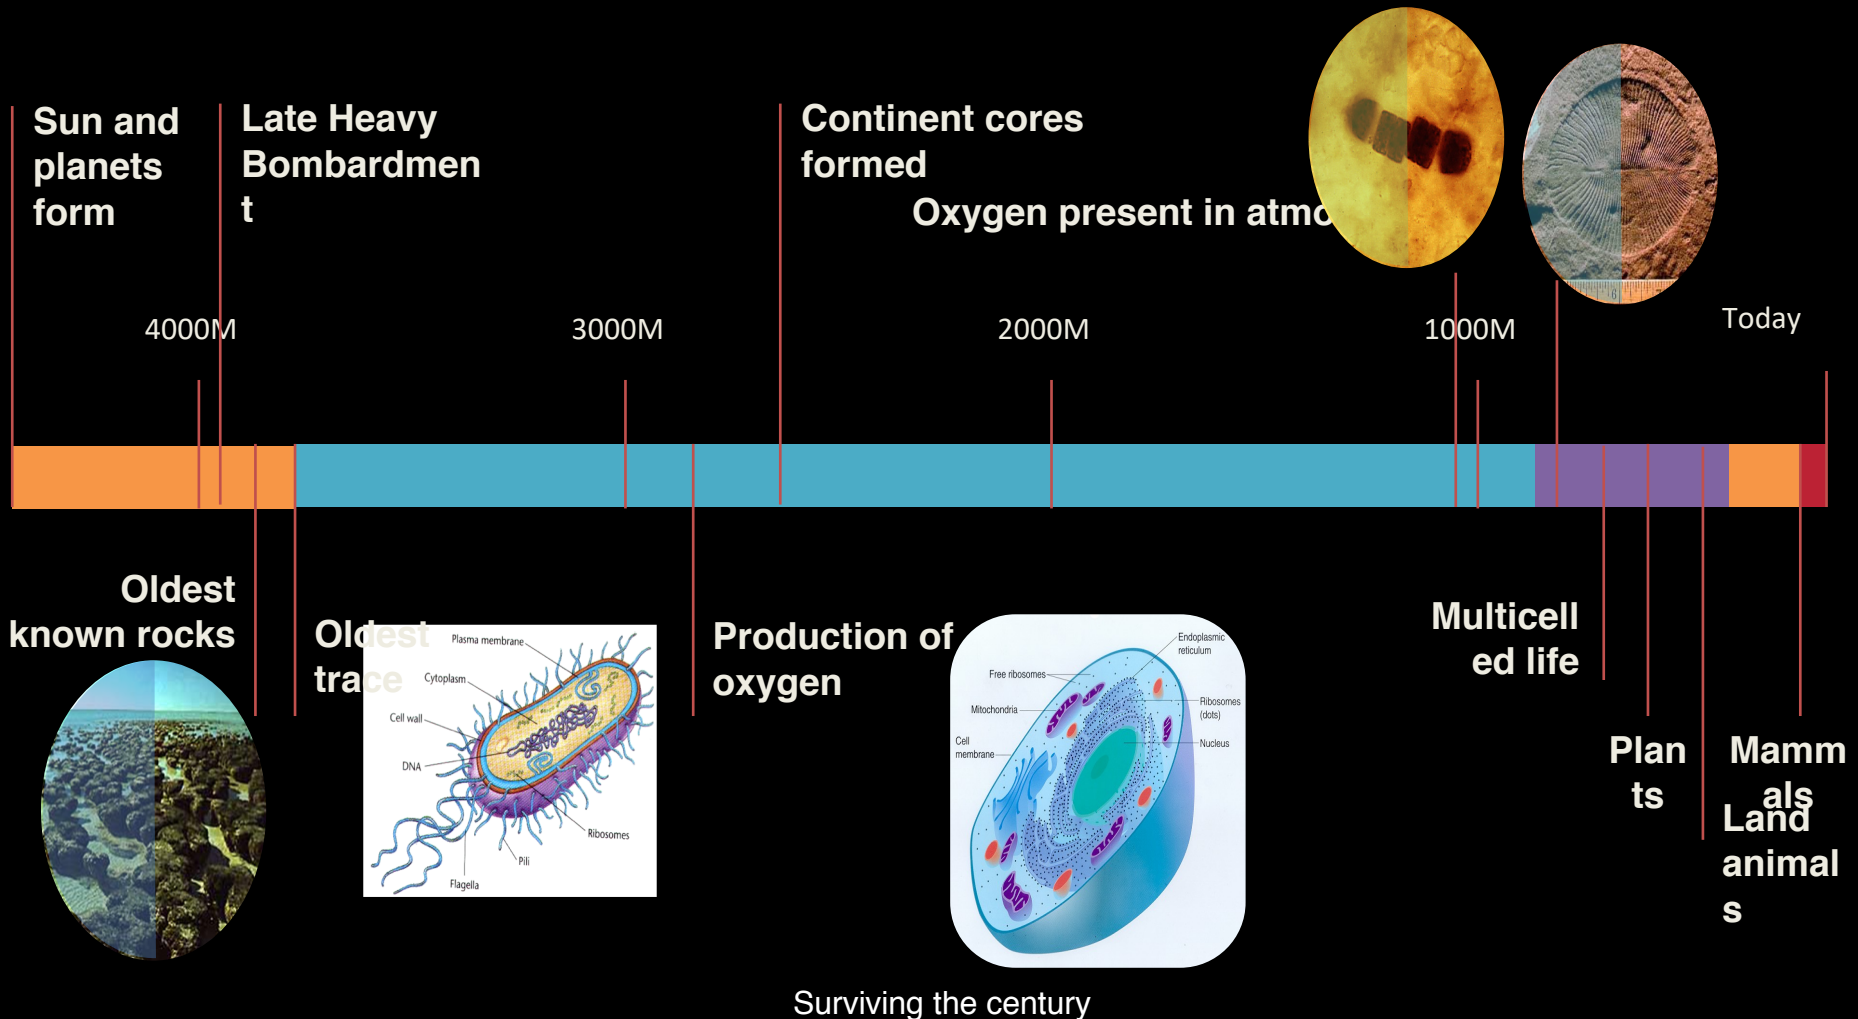 Sun and
planets
form
Late Heavy
Bombardmen
t
Continent cores
formed
Oxygen present in atmo
4000M
3000M
2000M
1000M
Today
Oldest
known rocks
Oldest
trace
Plasma membrane
Cytoplasm
Cell wall
DNA
Ribosomes
Pili
Flagella
Production of
oxygen
Endoplasmic
reticulum
Free ribosomes
Ribosomes
(dots)
Mitochondria
Nucleus
Cell
membrane
Multicell
ed life
Plan
ts
Mamm
als
Land
animal
s
Surviving the century